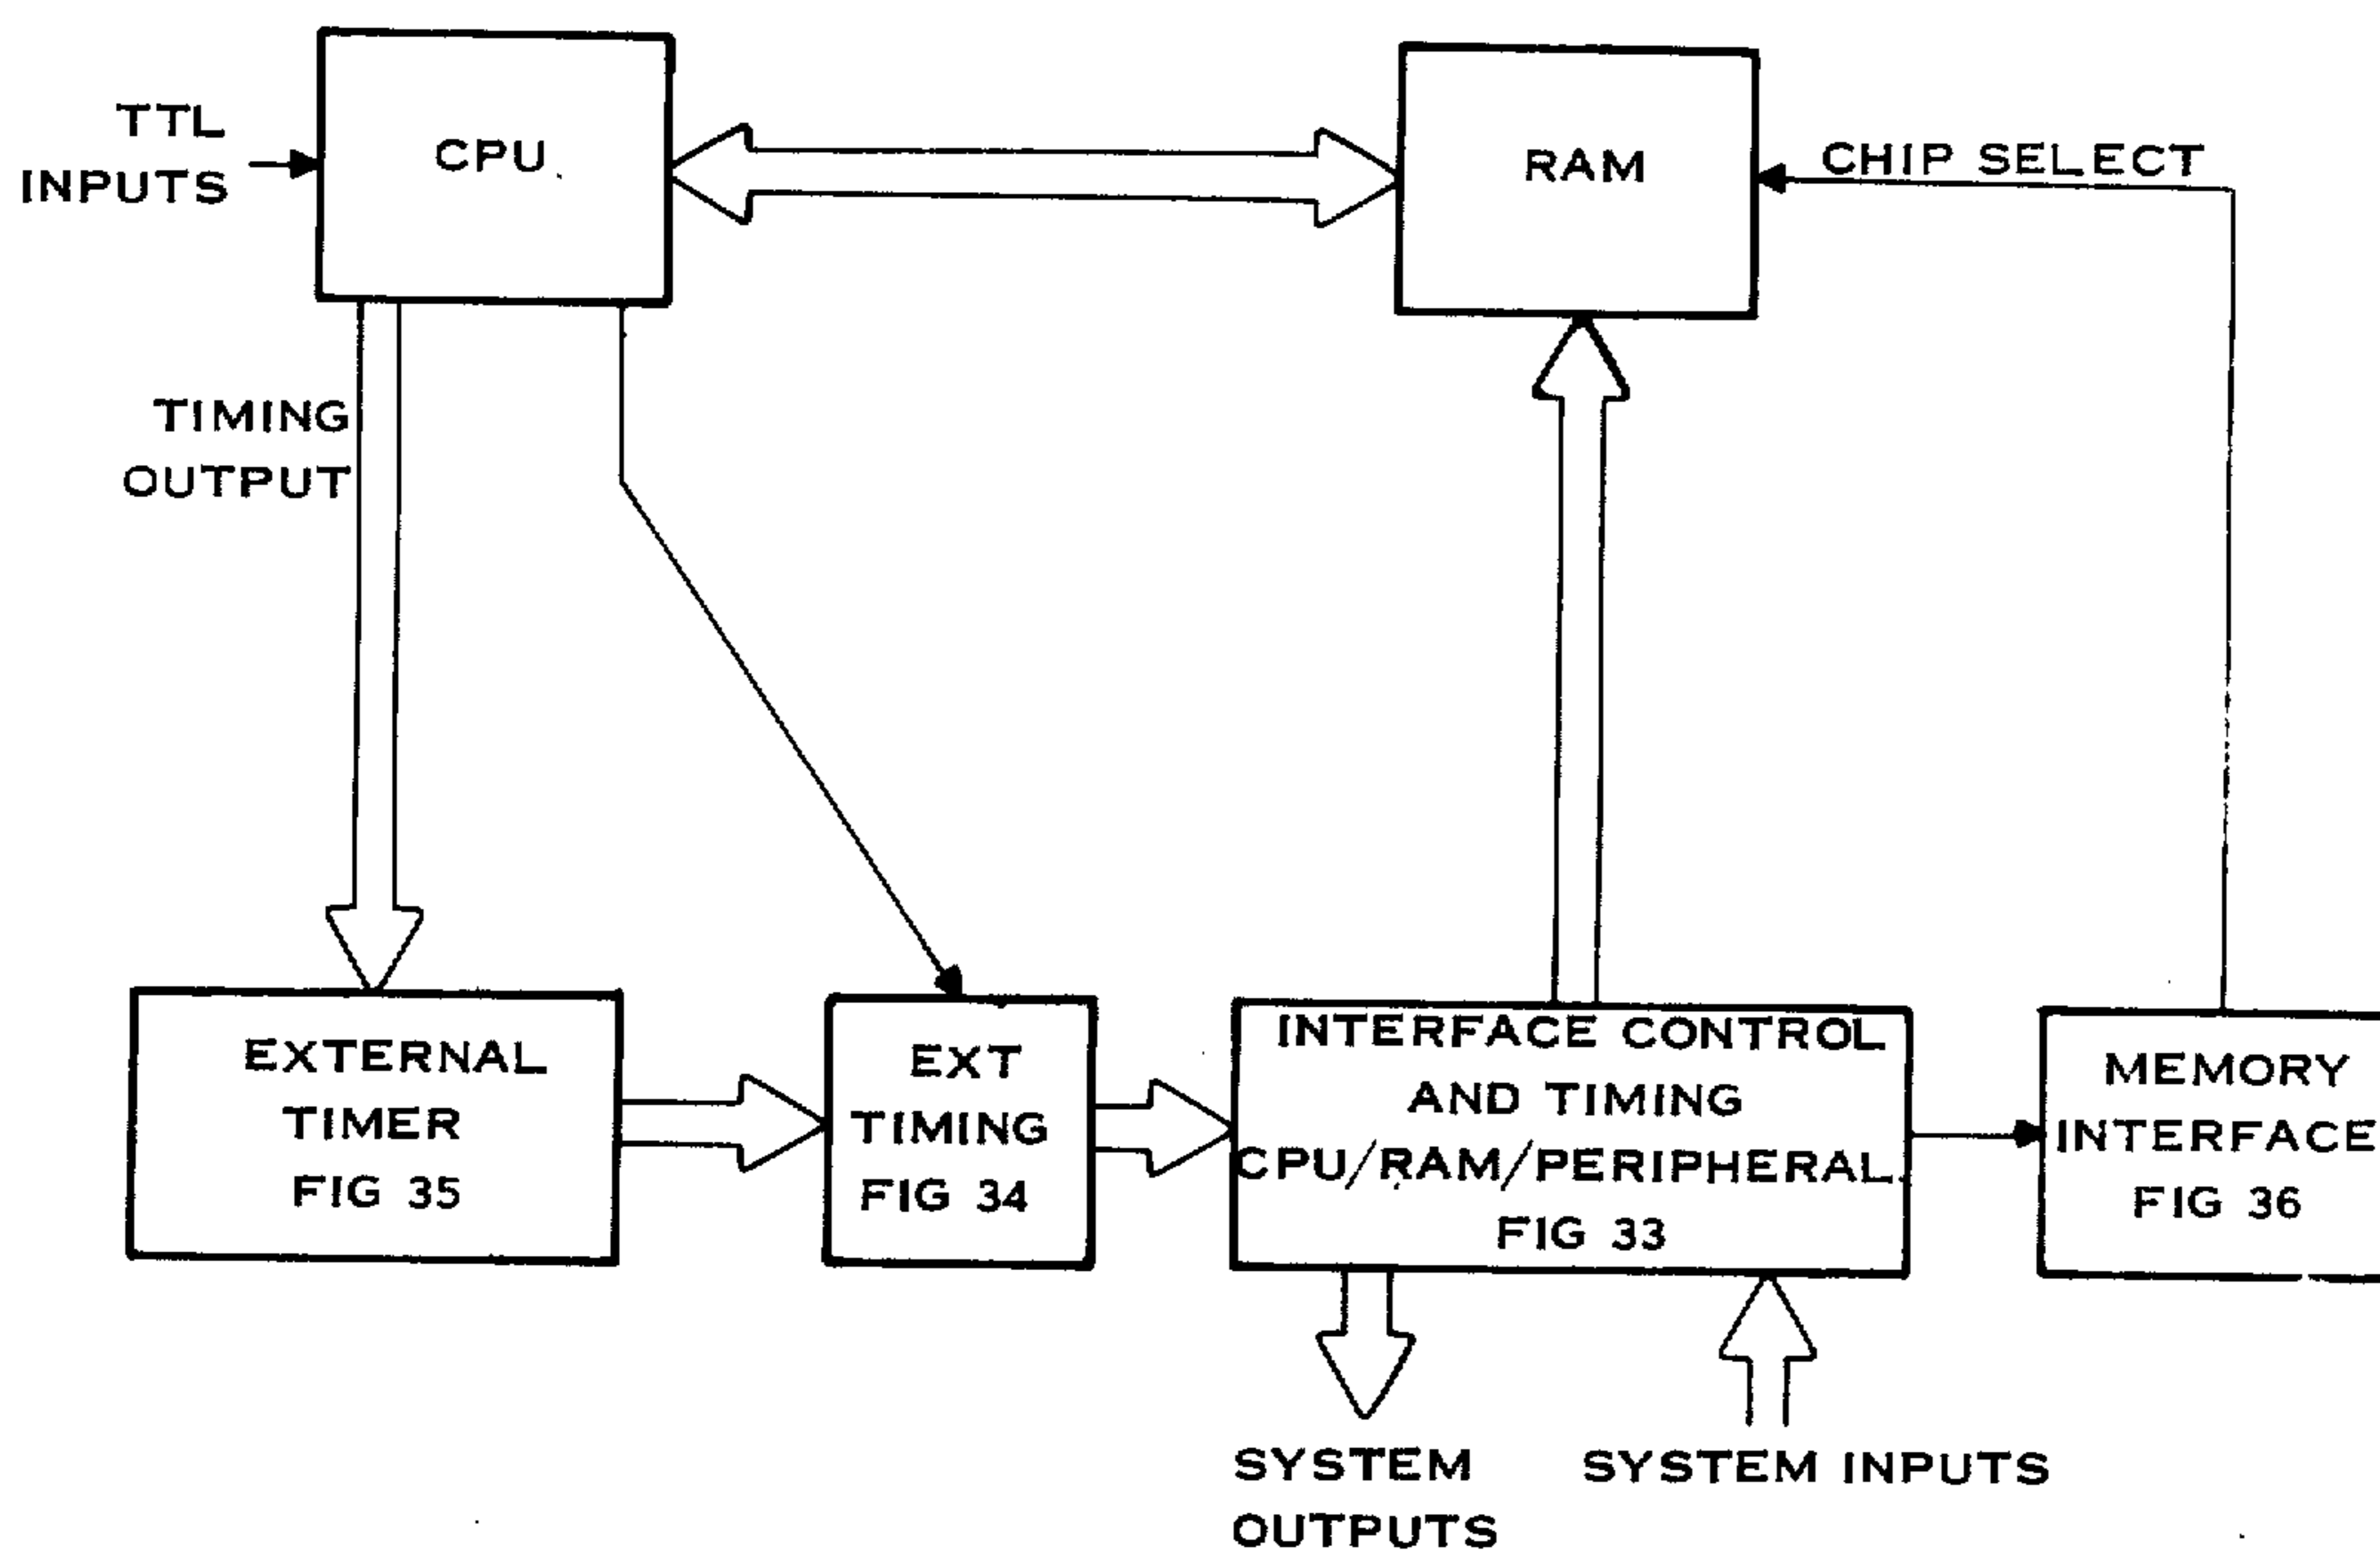 TTL
INPUTS
CPU
RAM
CHIP SELECT
TIMING
OUTPUT
EXTERNAL
TIMER
FIG 35
EXT
TIMING
FIG 34
INTERFACE CONTROL
AND TIMING
CPU/RAM/PERIPHERAL
FIG 33
MEMORY
INTERFACE
FIG 36
SYSTEM
OUTPUTS
SYSTEM INPUTS